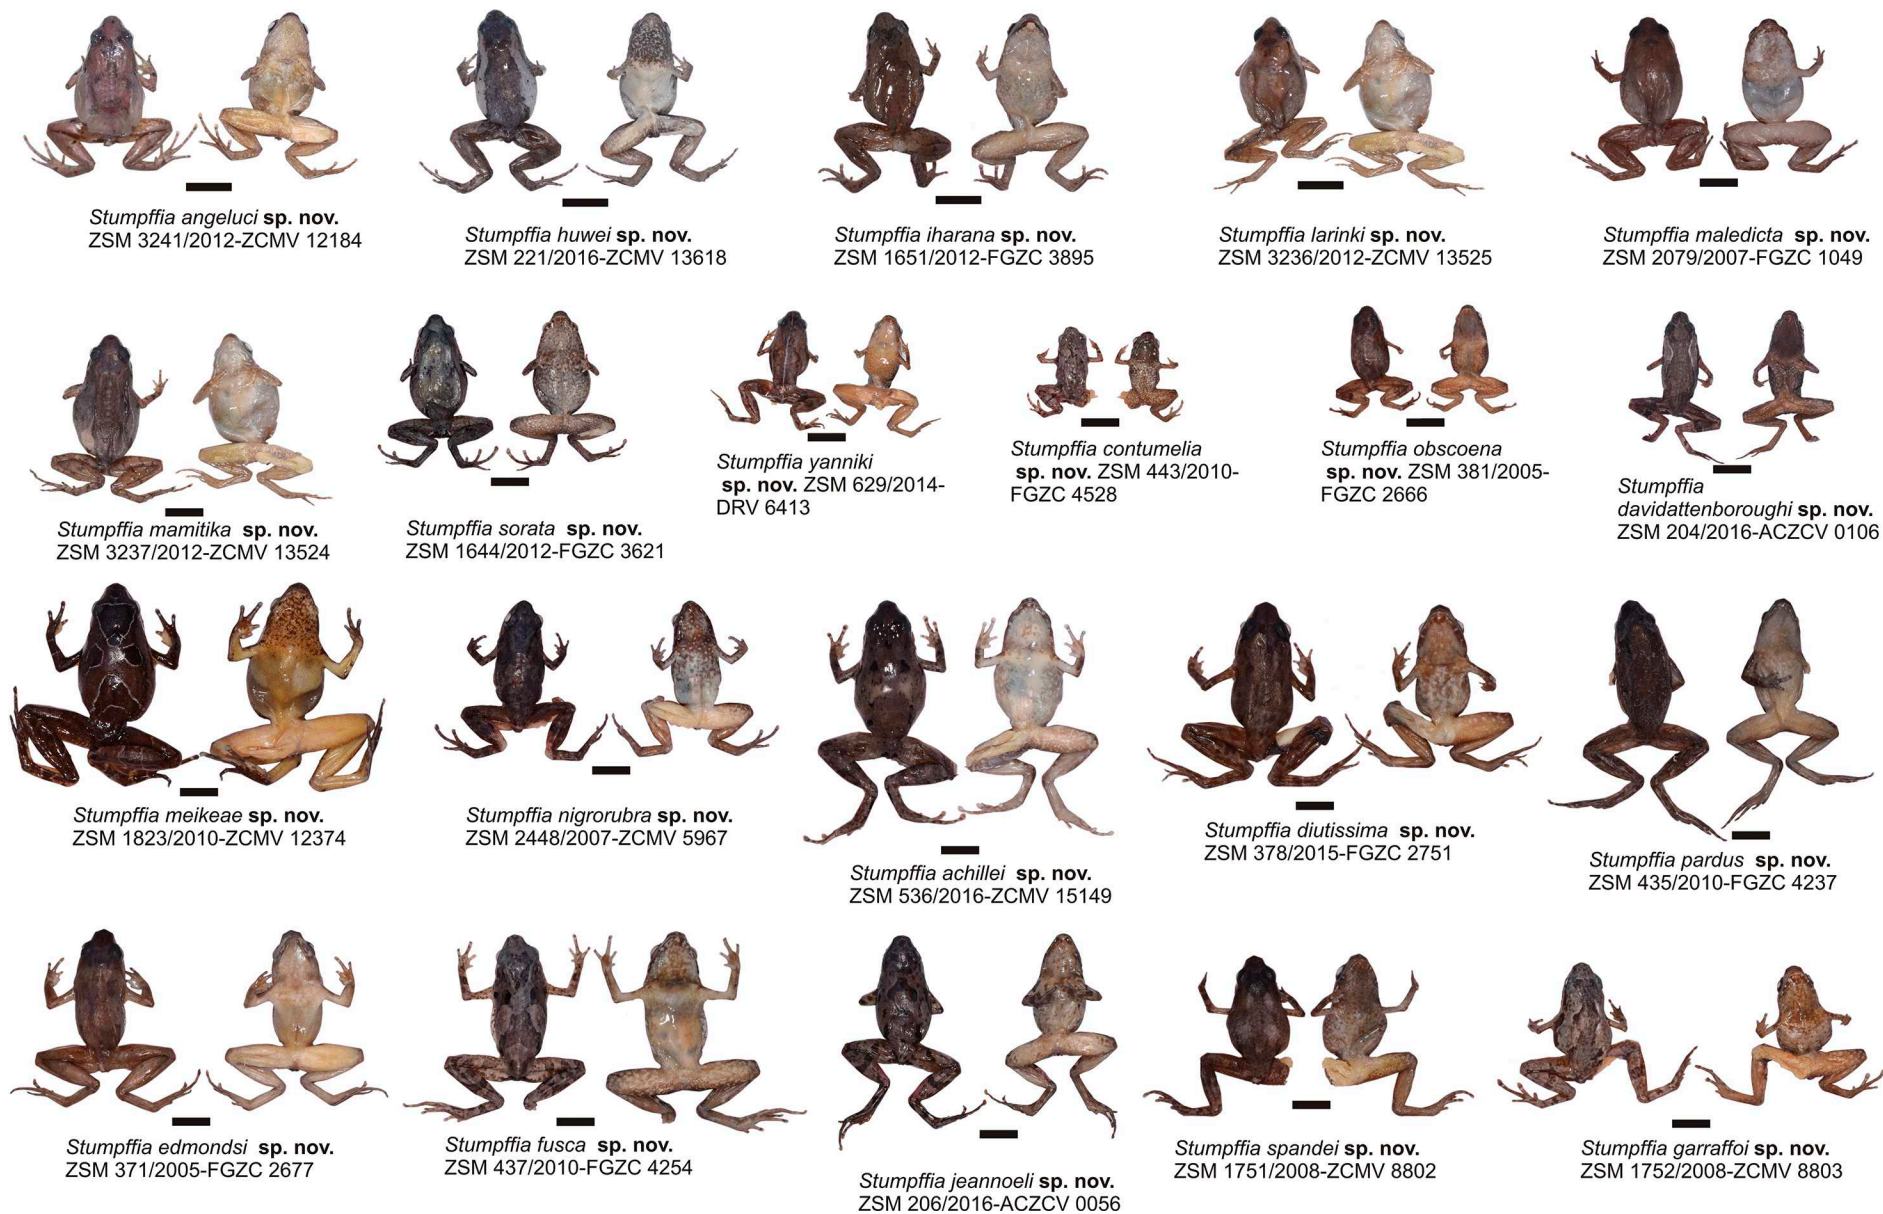 Stumpffia angeluci sp. nov.
ZSM 3241/2012-ZCMV 12184
Stumpffia huwei sp. nov.
ZSM 221/2016-ZCMV 13618
Stumpffia iharana sp. nov.
ZSM 1651/2012-FGZC 3895
Stumpffia larinki sp. nov.
ZSM 3236/2012-ZCMV 13525
Stumpffia maledicta sp. nov.
ZSM 2079/2007-FGZC 1049
Stumpffia mamitika sp. nov.
ZSM 3237/2012-ZCMV 13524
Stumpffia sorata sp. nov.
ZSM 1644/2012-FGZC 3621
Stumpffia yanniki
sp. nov. ZSM 629/2014-
DRV 6413
Stumpffia contumelia
sp. nov. ZSM 443/2010-
FGZC 4528
Stumpffia obscoena
sp. nov. ZSM 381/2005-
FGZC 2666
Stumpffia
davidattenboroughi sp. nov.
ZSM 204/2016-ACZCV 0106
Stumpffia meikeae sp. nov.
ZSM 1823/2010-ZCMV 12374
Stumpffia nigrorubra sp. nov.
ZSM 2448/2007-ZCMV 5967
Stumpffia achillei sp. nov.
ZSM 536/2016-ZCMV 15149
Stumpffia diutissima sp. nov.
ZSM 378/2015-FGZC 2751
Stumpffia pardus sp. nov.
ZSM 435/2010-FGZC 4237
Stumpffia edmondsi sp. nov.
ZSM 371/2005-FGZC 2677
Stumpffia fusca sp. nov.
ZSM 437/2010-FGZC 4254
Stumpffia jeannoeli sp. nov.
ZSM 206/2016-ACZCV 0056
Stumpffia spandei sp. nov.
ZSM 1751/2008-ZCMV 8802
Stumpffia garraffoi sp. nov.
ZSM 1752/2008-ZCMV 8803